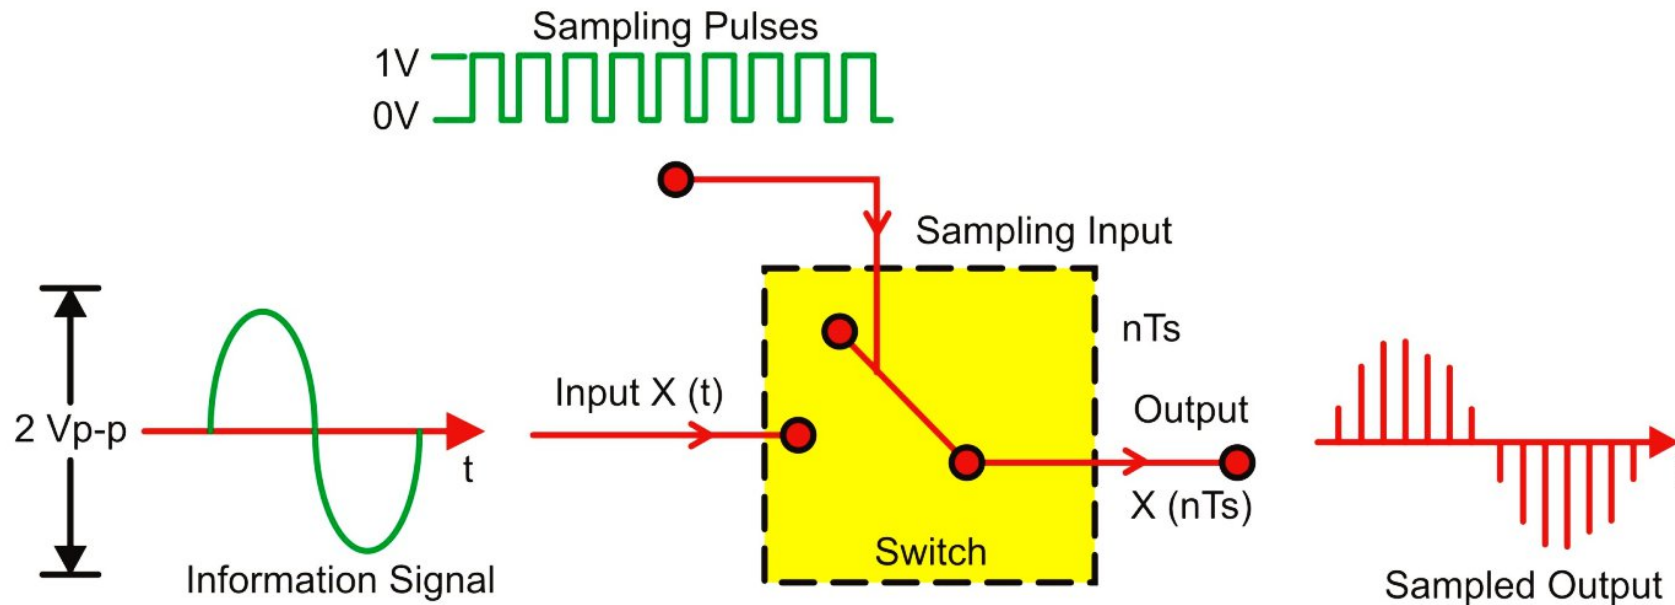 Sampling Pulses
1V
0V
Sampling Input
nTs
Input X (t)
Output
2 Vp-p
t
X (nTs)
Switch
Information Signal
Sampled Output